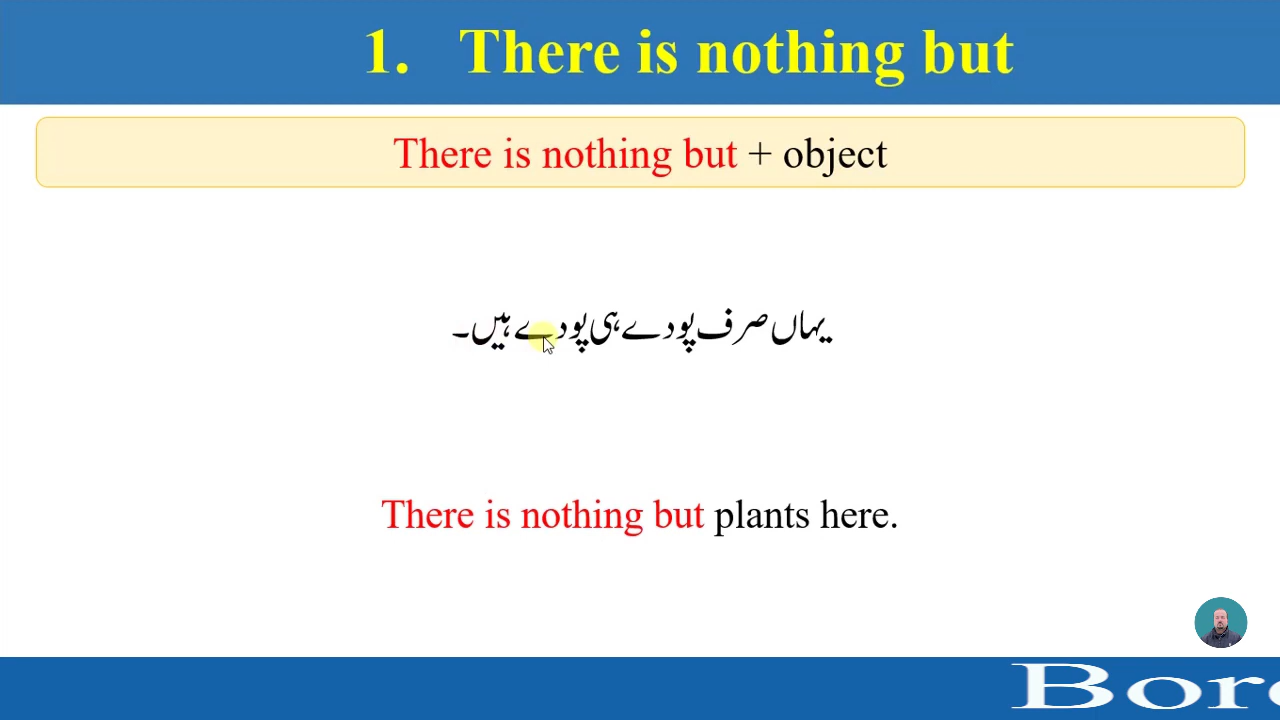 1. There is nothing but
There is nothing but + object
یہاں صرف پودے ہی پودے ہیں۔
There is nothing but plants here.